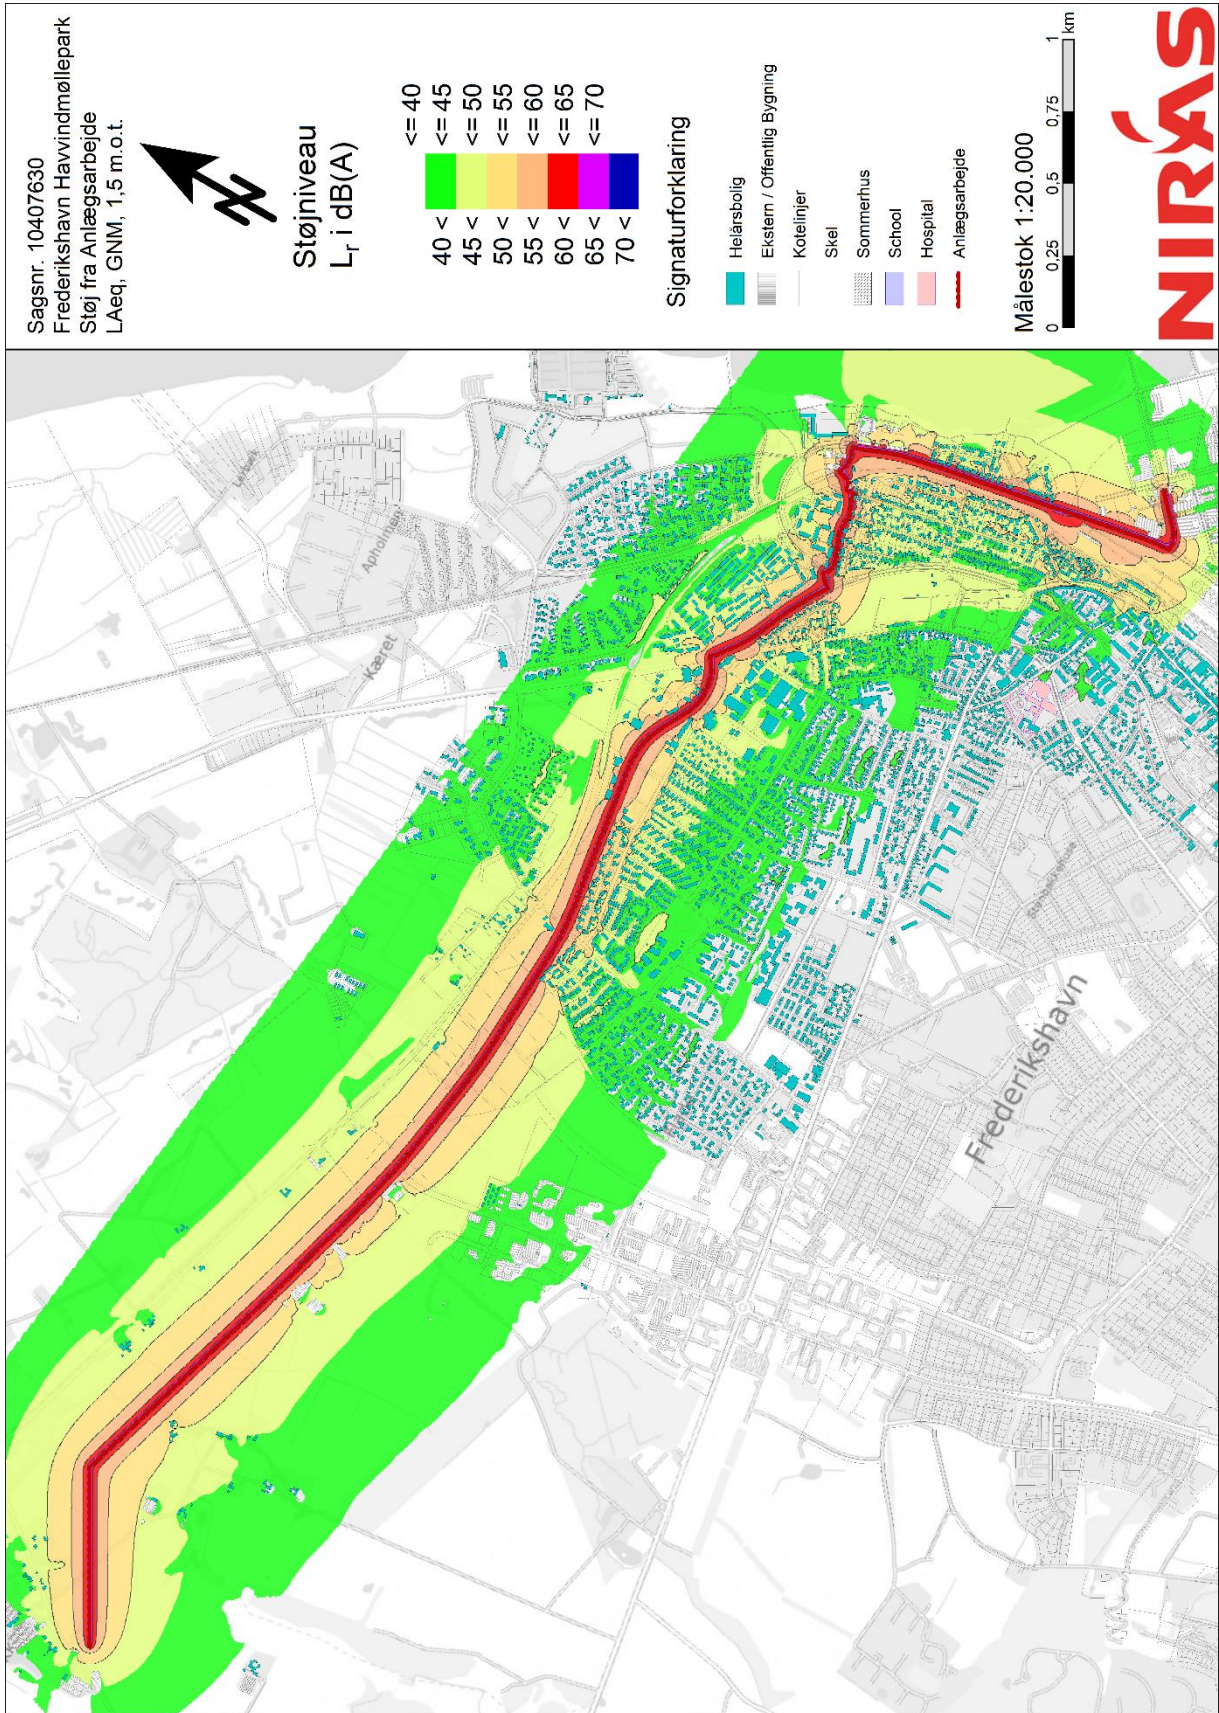 Sagsnr. 10407630
Frederikshavn Havvindmøllepark
Støj fra Anlægsarbejde
LAeq, GNM, 1,5 m.o.t.
N
Støjniveau
Lr i dB(A)
<= 40
40 < <= 45
45 < <= 50
50 < <= 55
55 < <= 60
60 < <= 65
65 < <= 70
70 <
Signaturforklaring
Helårsbolig
Ekstern / Offentlig Bygning
Kotelinjer
Skel
Sommerhus
School
Hospital
Anlægsarbejde
Målestok 1:20.000
0 0,25 0,5 0,75 1
km
NIRAS
Apholmen
Kæret
Frederikshavn